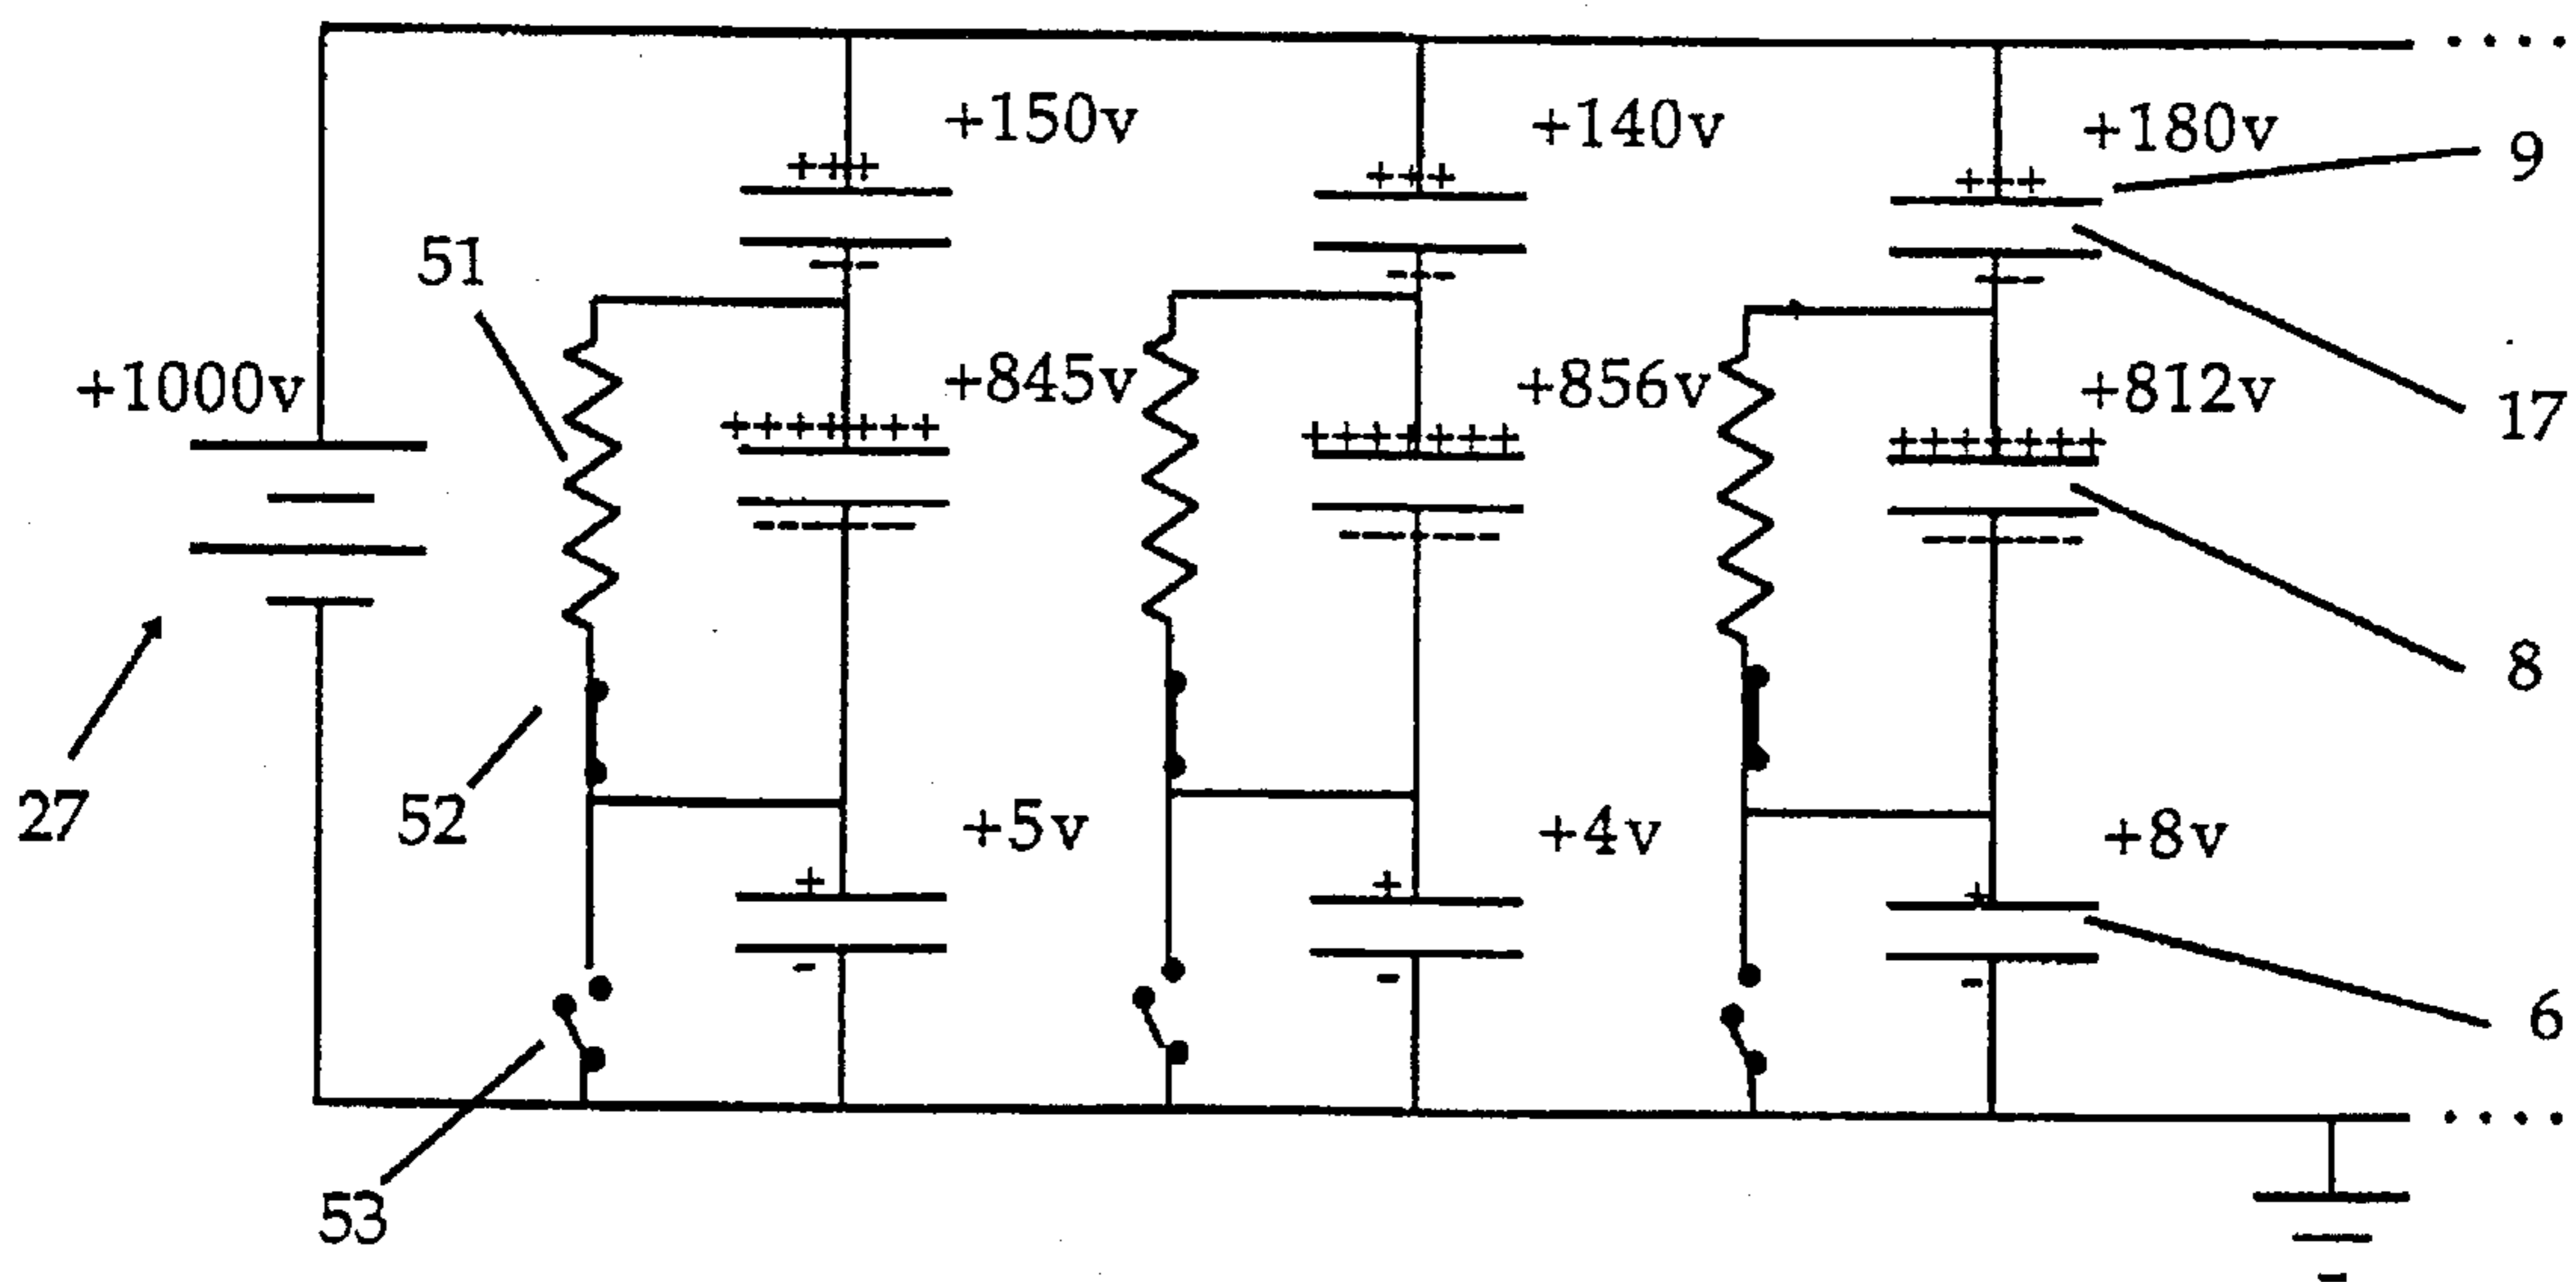 +150v
+140v
+180v
9
51
+1000v
+845v
+856v
+812v
17
8
27
52
+5v
+4v
+8v
6
53